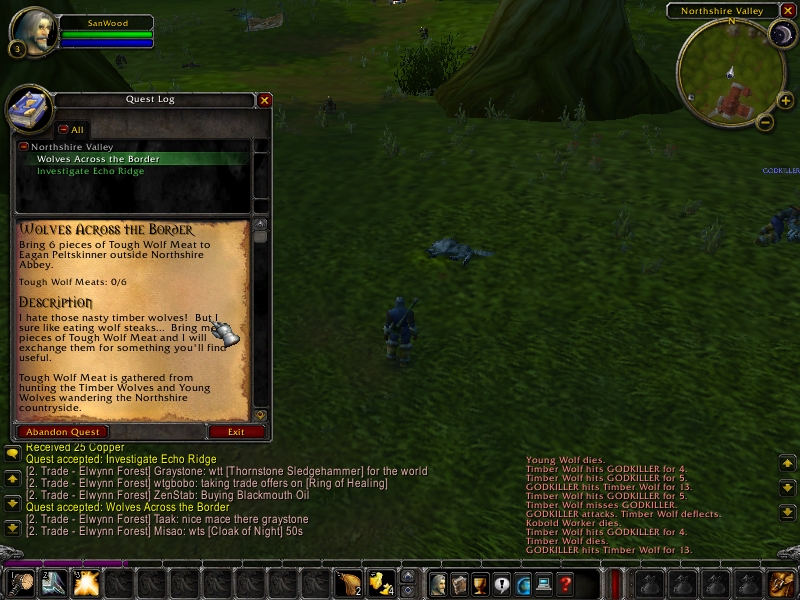 SanWood
3
Northshire Valley
N
Quest Log
All
Northshire Valley
Wolves Across the Border
Investigate Echo Ridge
GODKILLER
Wolves Across the Border
Bring 6 pieces of Tough Wolf Meat to
Eagan Peltskinner outside Northshire
Abbey.
Tough Wolf Meats: 0/6
Description
I hate those nasty timber wolves! But I
sure like eating wolf steaks... Bring me
pieces of Tough Wolf Meat and I will
exchange them for something you'll find
useful.
Tough Wolf Meat is gathered from
hunting the Timber Wolves and Young
Wolves wandering the Northshire
countryside.
Abandon Quest
Exit
Received 25 Copper
Quest accepted: Investigate Echo Ridge
[2. Trade - Elwynn Forest] Graystone: wtt [Thornstone Sledgehammer] for the world
[2. Trade - Elwynn Forest] wtgbobo: taking trade offers on [Ring of Healing]
[2. Trade - Elwynn Forest] ZenStab: Buying Blackmouth Oil
Quest accepted: Wolves Across the Border
[2. Trade - Elwynn Forest] Taak: nice mace there graystone
[2. Trade - Elwynn Forest] Misao: wts [Cloak of Night] 50s
Young Wolf dies.
Timber Wolf hits GODKILLER for 4.
Timber Wolf hits GODKILLER for 5.
GODKILLER hits Timber Wolf for 13.
Timber Wolf hits GODKILLER for 5.
Timber Wolf misses GODKILLER.
GODKILLER attacks. Timber Wolf deflects.
Kobold Worker dies.
Timber Wolf hits GODKILLER for 4.
Timber Wolf dies.
GODKILLER hits Timber Wolf for 13.
2
4